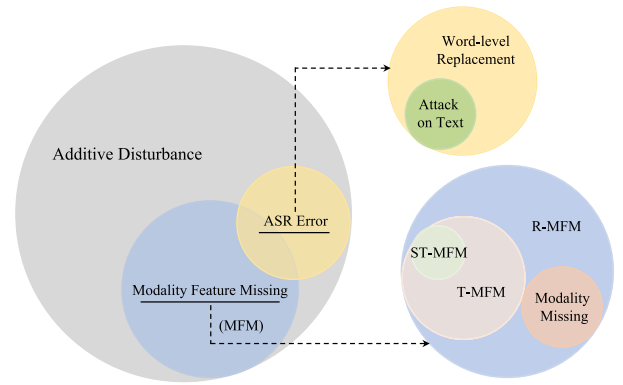 Additive Disturbance
ASR Error
Modality Feature Missing
(MFM)
Word-level
Replacement
Attack
on Text
R-MFM
ST-MFM
T-MFM
Modality
Missing